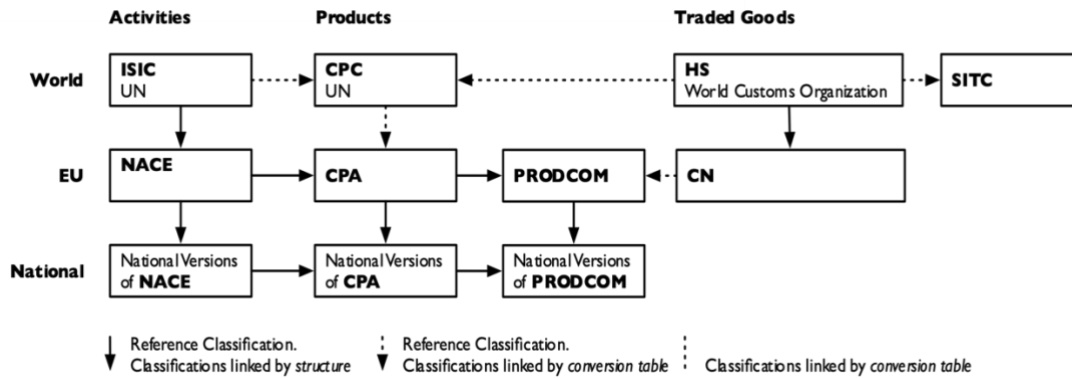 Activities
Products
Traded Goods
World
ISIC
UN
CPC
UN
HS
World Customs Organization
SITC
EU
NACE
CPA
PRODCOM
CN
National
National Versions
of NACE
National Versions
of CPA
National Versions
of PRODCOM
Reference Classification.
Classifications linked by structure
Reference Classification.
Classifications linked by conversion table
Classifications linked by conversion table